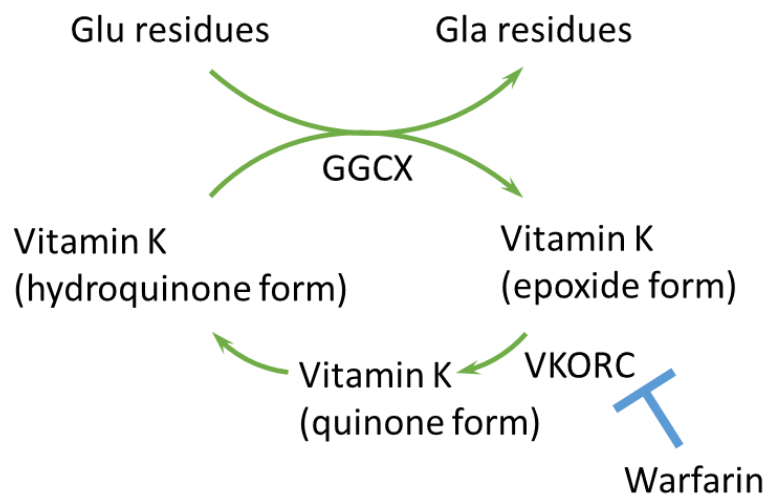 Glu residues
Gla residues
GGCX
Vitamin K
(hydroquinone form)
Vitamin K
(epoxide form)
Vitamin K
(quinone form)
VKORC
Warfarin